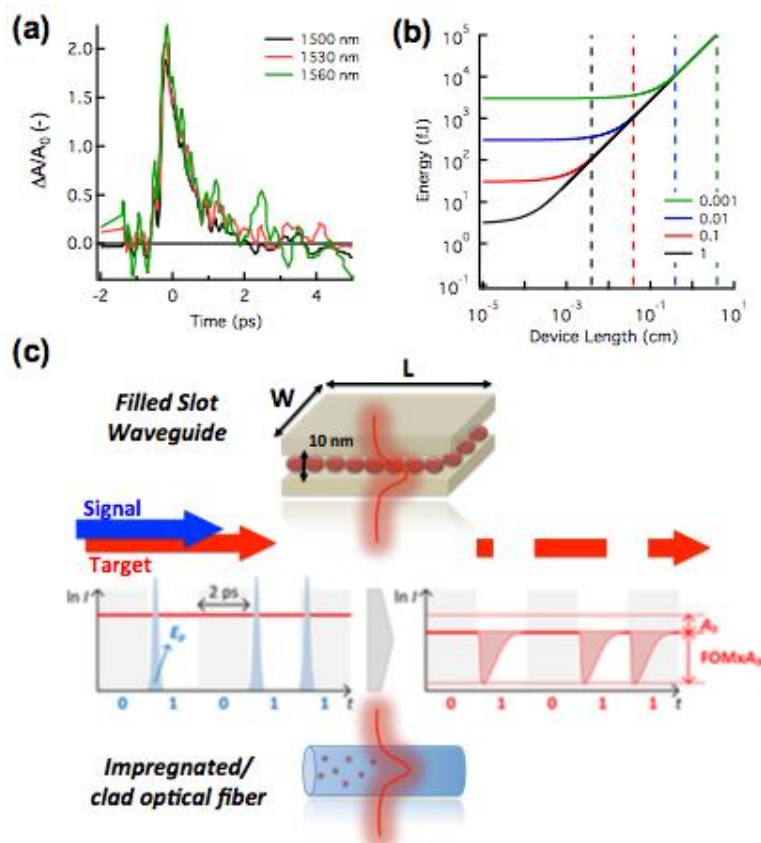 (a)
ΔA/A₀ (-)
2.0
1.5
1.0
0.5
0.0
1500 nm
1530 nm
1560 nm
-2
0
2
4
Time (ps)
(b)
Energy (fJ)
10⁵
10⁴
10³
10²
10¹
10⁰
10⁻¹
0.001
0.01
0.1
1
10⁻⁵
10⁻³
10⁻¹
10¹
Device Length (cm)
(c)
Filled Slot
Waveguide
W
L
10 nm
Signal
Target
ln I
2 ps
Eₚ
0 1 0 1 1 t
ln I
A₀
FOMxA₀
0 1 0 1 1 t
Impregnated/
clad optical fiber